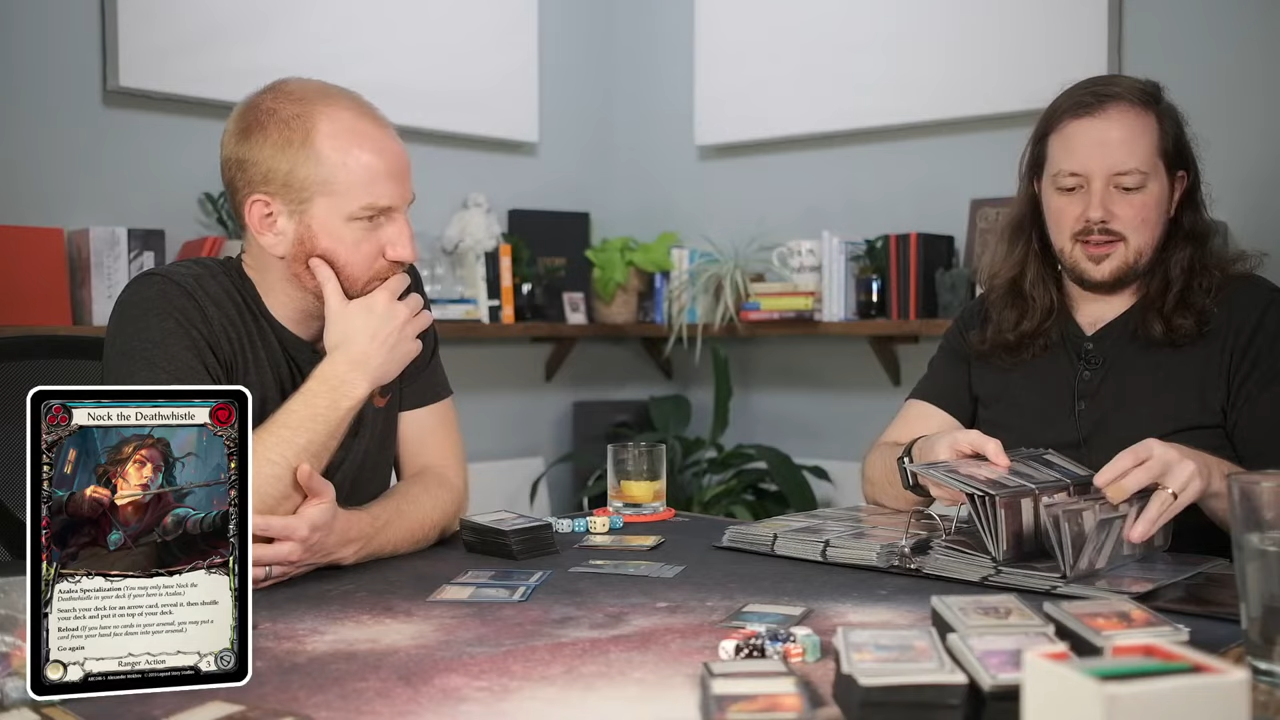 Nock the Deathwhistle
Azalea Specialization (You may only have Nock the
Deathwhistle in your deck if your hero is Azalea.)
Search your deck for an arrow card, reveal it, then shuffle
your deck and put it on top of your deck.
Reload (If you have no cards in your arsenal, you may put a
card from your hand face down into your arsenal.)
Go again
Ranger Action
3